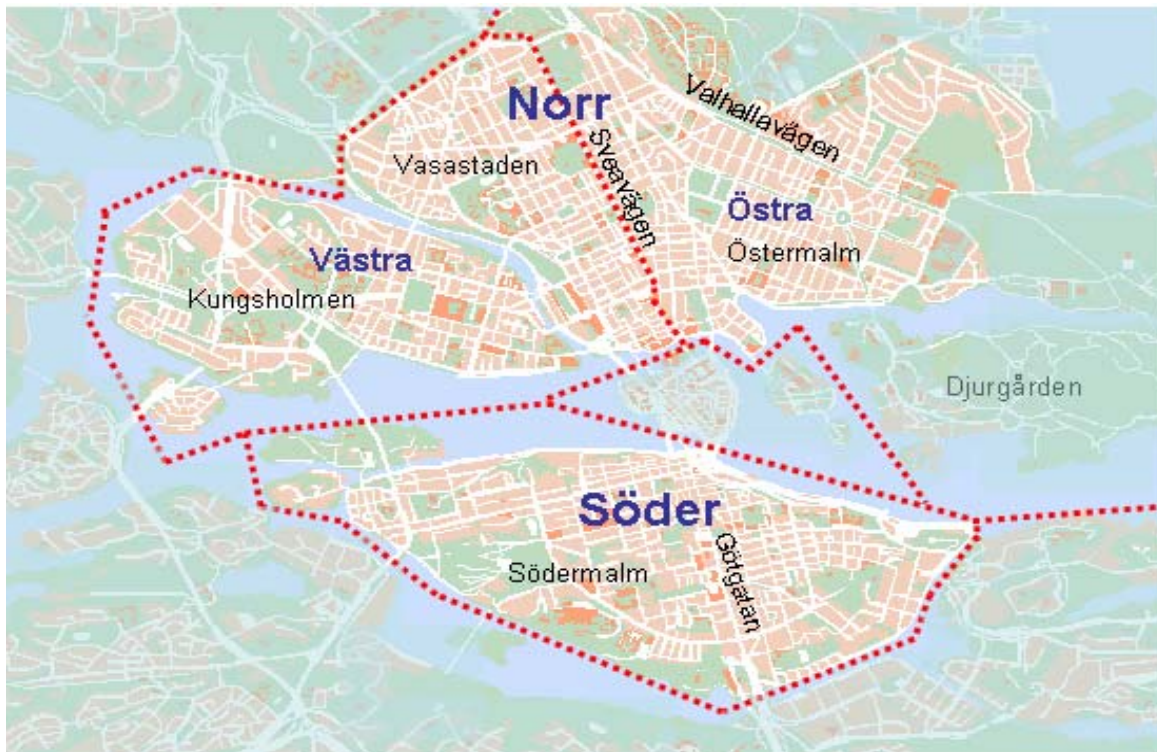 Norr
Valhallavägen
Vasastaden
Sveavägen
Östra
Östermalm
Västra
Kungsholmen
Djurgården
Söder
Götgatan
Södermalm